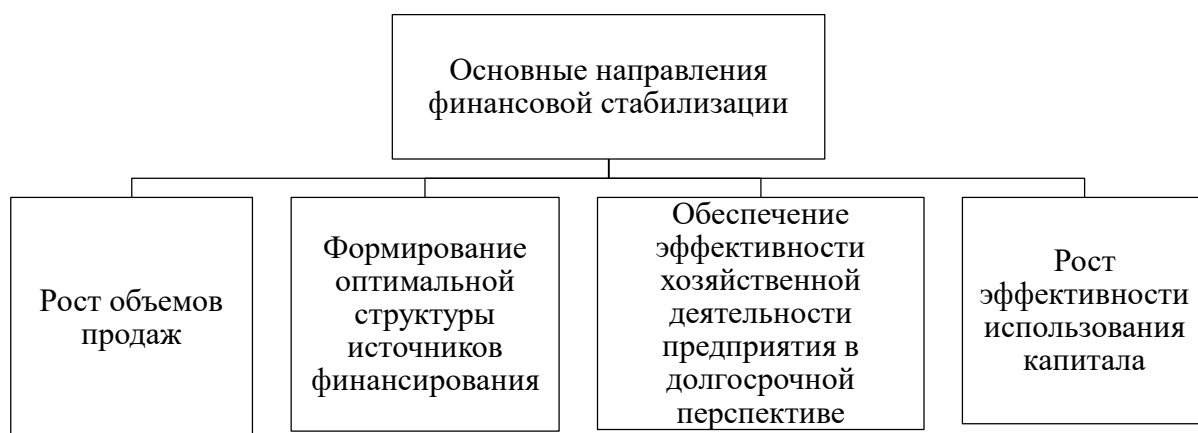 Основные направления
финансовой стабилизации
Рост объемов
продаж
Формирование
оптимальной
структуры
источников
финансирования
Обеспечение
эффективности
хозяйственной
деятельности
предприятия в
долгосрочной
перспективе
Рост
эффективности
использования
капитала